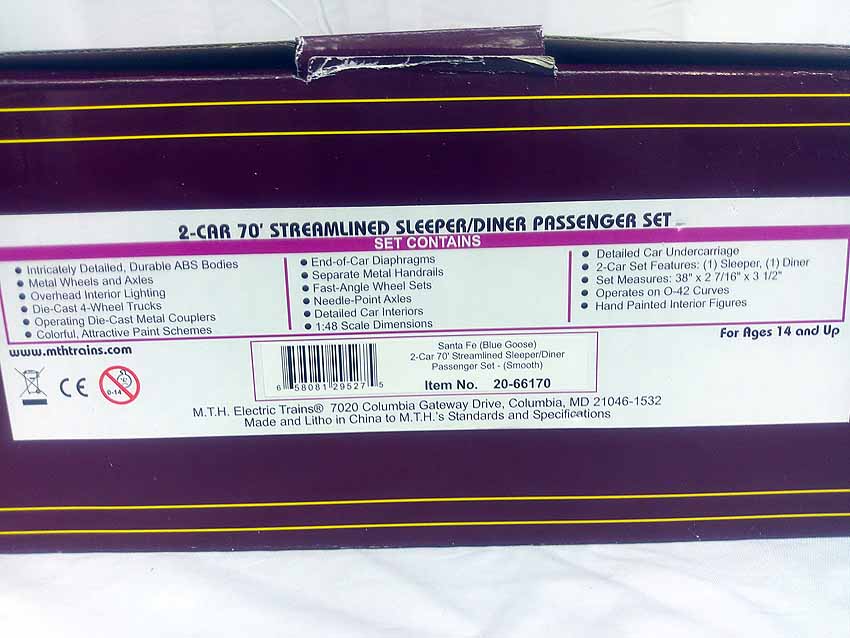 2-CAR 70' STREAMLINED SLEEPER/DINER PASSENGER SET
SET CONTAINS
• Intricately Detailed, Durable ABS Bodies
• Metal Wheels and Axles
• Overhead Interior Lighting
• Die-Cast 4-Wheel Trucks
• Operating Die-Cast Metal Couplers
• Colorful, Attractive Paint Schemes
• End-of-Car Diaphragms
• Separate Metal Handrails
• Fast-Angle Wheel Sets
• Needle-Point Axles
• Detailed Car Interiors
• 1:48 Scale Dimensions
• Detailed Car Undercarriage
• 2-Car Set Features: (1) Sleeper, (1) Diner
• Set Measures: 38" x 2 7/16" x 3 1/2"
• Operates on O-42 Curves
• Hand Painted Interior Figures
www.mthtrains.com
For Ages 14 and Up
CE
0-14
6 58081 29527 5
Santa Fe (Blue Goose)
2-Car 70' Streamlined Sleeper/Diner
Passenger Set - (Smooth)
Item No. 20-66170
M.T.H. Electric Trains® 7020 Columbia Gateway Drive, Columbia, MD 21046-1532
Made and Litho in China to M.T.H.'s Standards and Specifications